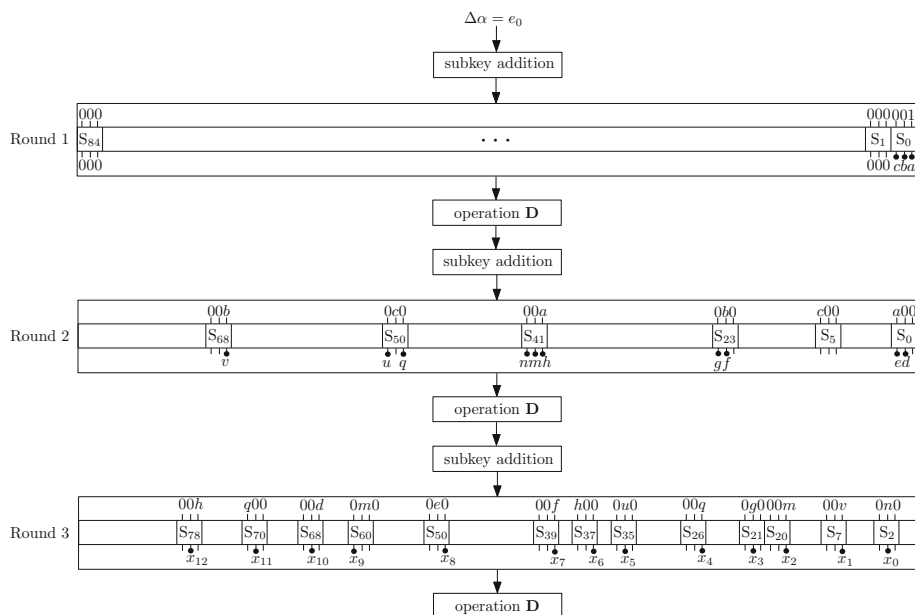 Δα = e₀
subkey addition
000 000 001
Round 1 S₈₄ · · · S₁ S₀
000 000 cba
operation D
subkey addition
00b 0c0 00a 0b0 c00 a00
Round 2 S₆₈ S₅₀ S₄₁ S₂₃ S₅ S₀
v u q nmh gf ed
operation D
subkey addition
00h q00 00d 0m0 0e0 00f h00 0u0 00q 0g0 00m 00v 0n0
Round 3 S₇₈ S₇₀ S₆₈ S₆₀ S₅₀ S₃₉ S₃₇ S₃₅ S₂₆ S₂₁ S₂₀ S₇ S₂
x₁₂ x₁₁ x₁₀ x₉ x₈ x₇ x₆ x₅ x₄ x₃ x₂ x₁ x₀
operation D